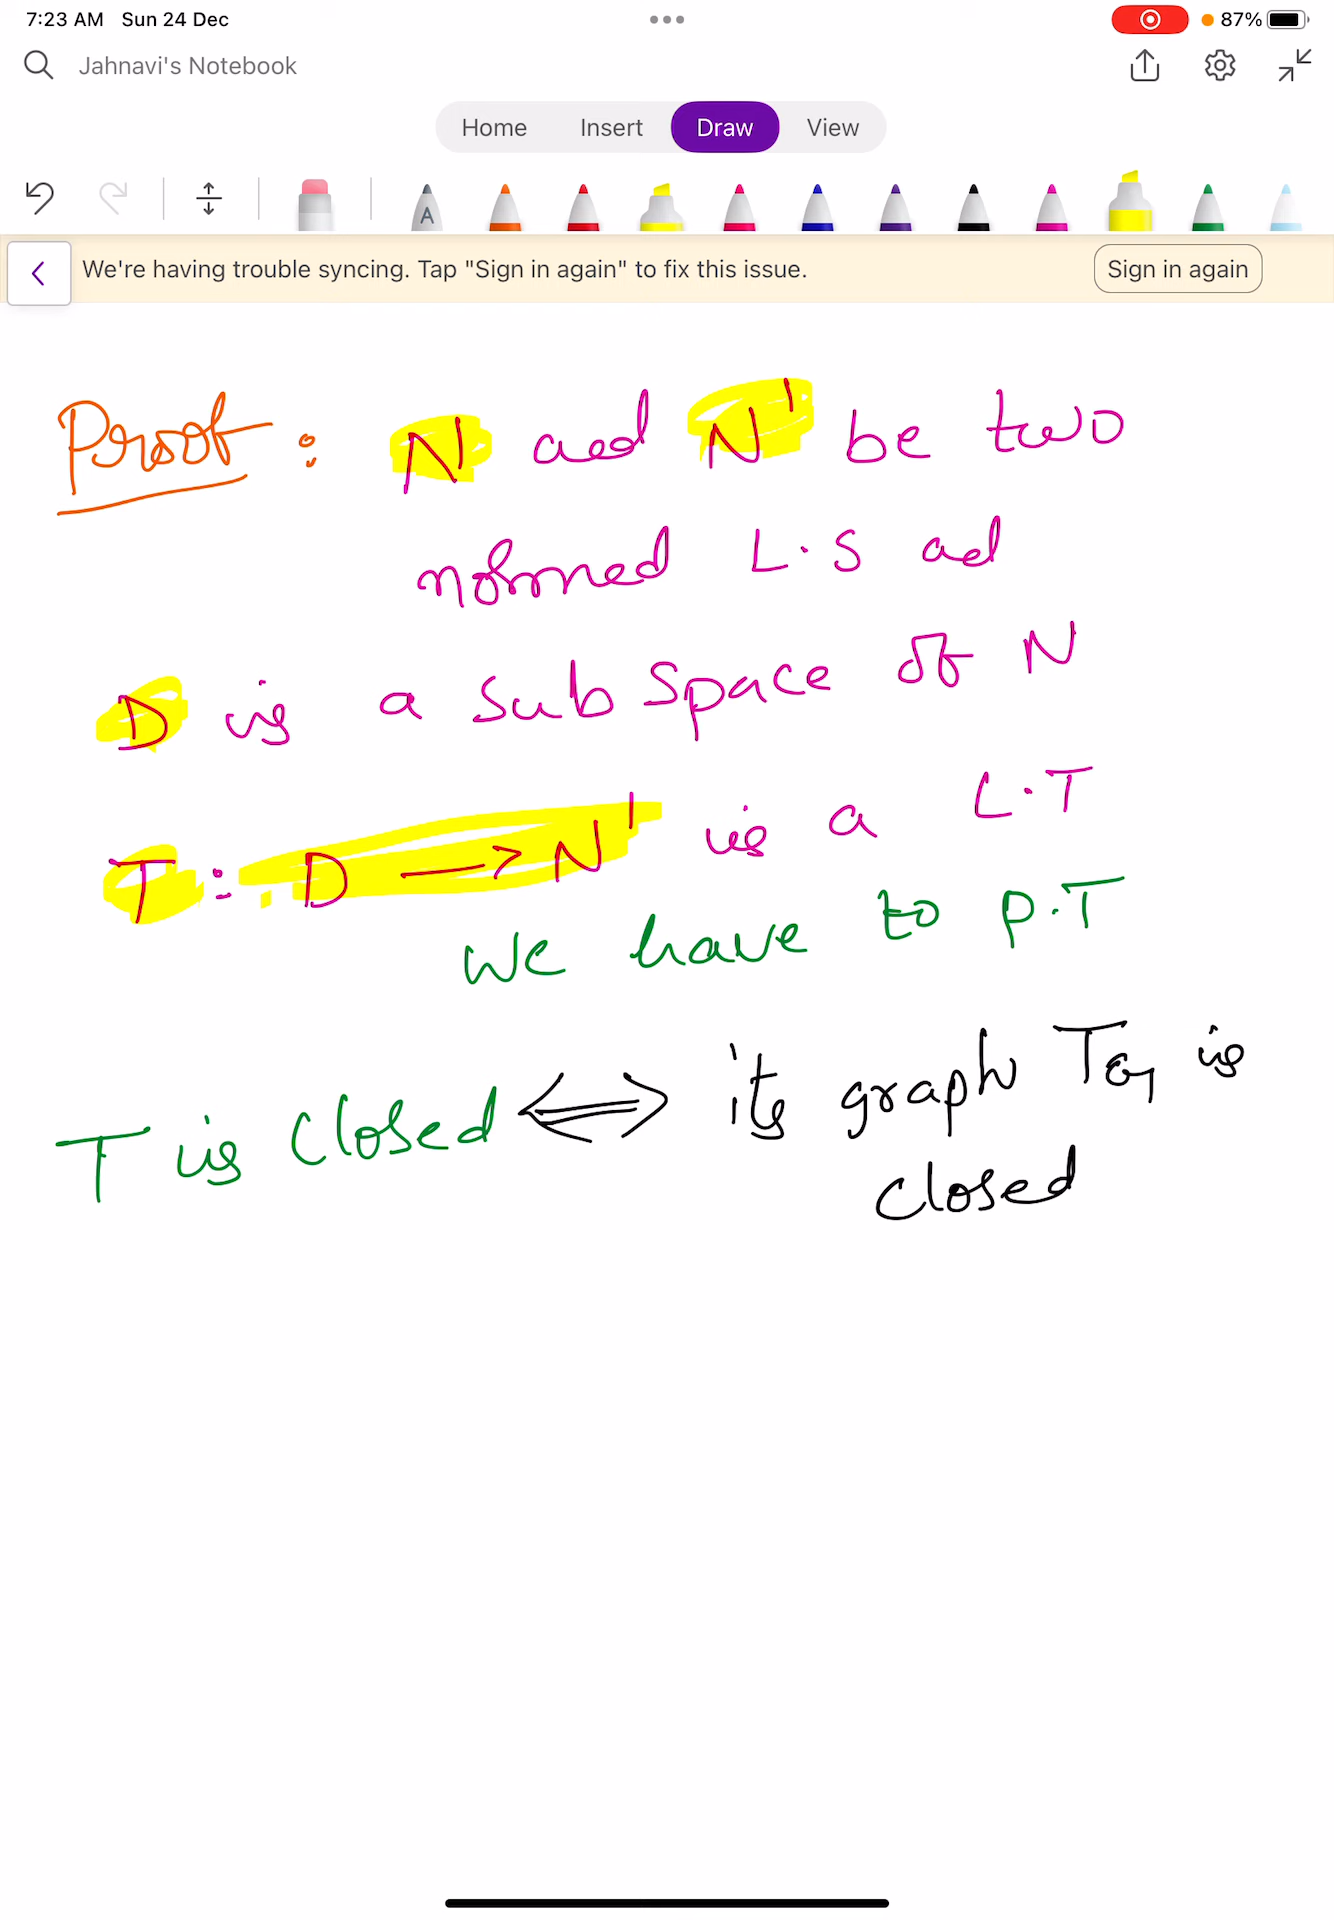 7:23 AM Sun 24 Dec 87%
Jahnavi's Notebook
Home Insert Draw View
A
We're having trouble syncing. Tap "Sign in again" to fix this issue. Sign in again
Proof : N and N' be two
normed L.S ad
D is a sub space of N
T : D → N' is a L.T
We have to P.T
T is closed ⟺ its graph TG is
closed